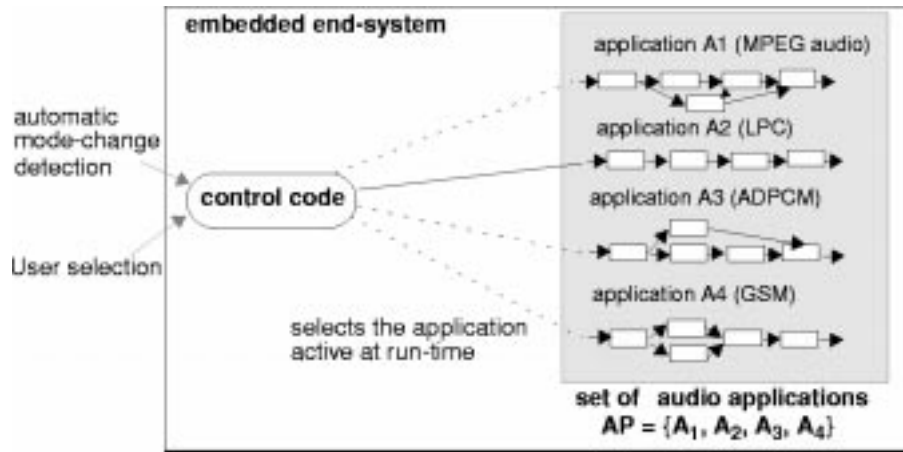 embedded end-system
application A1 (MPEG audio)
automatic
mode-change
detection
application A2 (LPC)
control code
application A3 (ADPCM)
User selection
application A4 (GSM)
selects the application
active at run-time
set of audio applications
AP = {A1, A2, A3, A4}